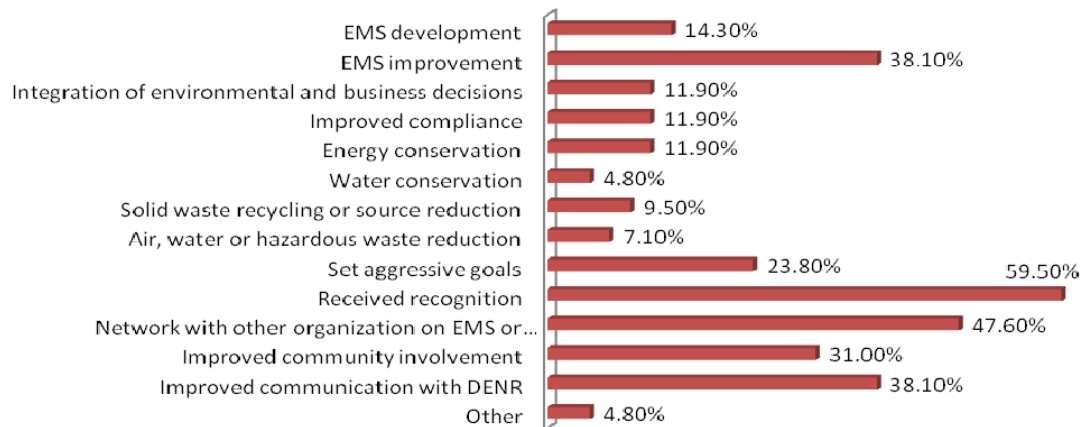 EMS development 14.30%
EMS improvement 38.10%
Integration of environmental and business decisions 11.90%
Improved compliance 11.90%
Energy conservation 11.90%
Water conservation 4.80%
Solid waste recycling or source reduction 9.50%
Air, water or hazardous waste reduction 7.10%
Set aggressive goals 23.80%
Received recognition 59.50%
Network with other organization on EMS or... 47.60%
Improved community involvement 31.00%
Improved communication with DENR 38.10%
Other 4.80%